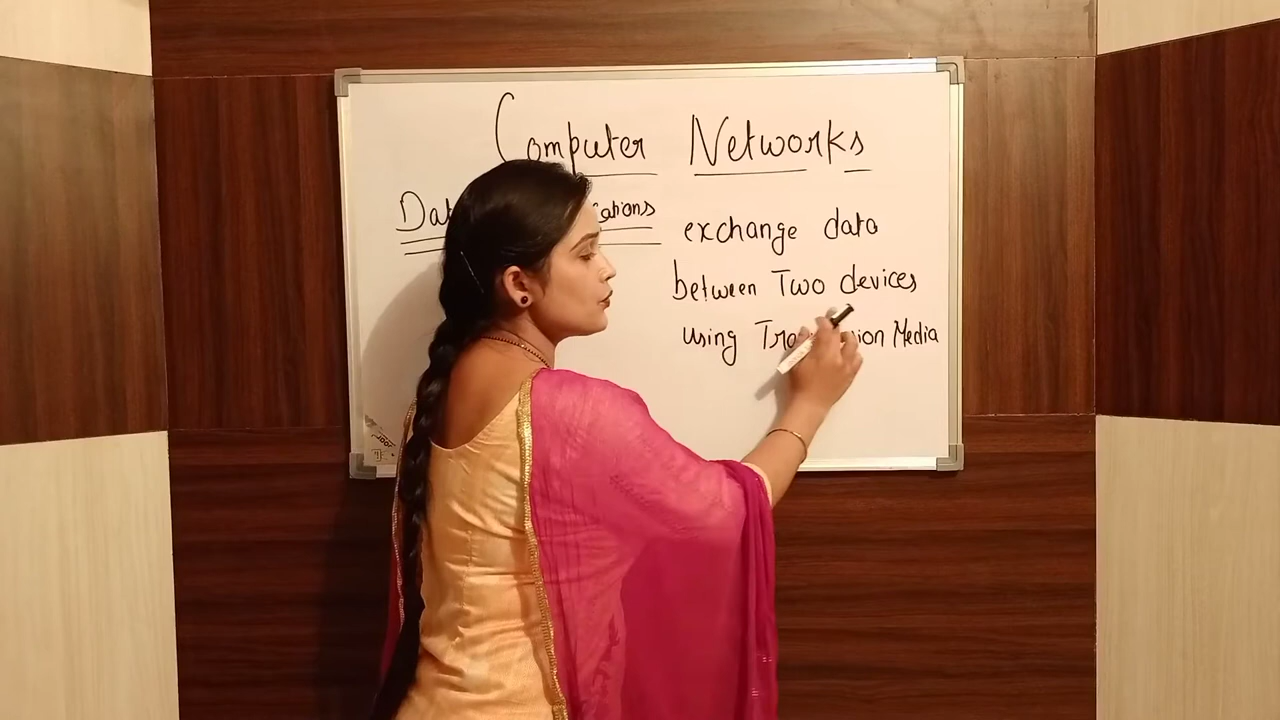 Computer Networks
exchange data
between Two devices
using Media